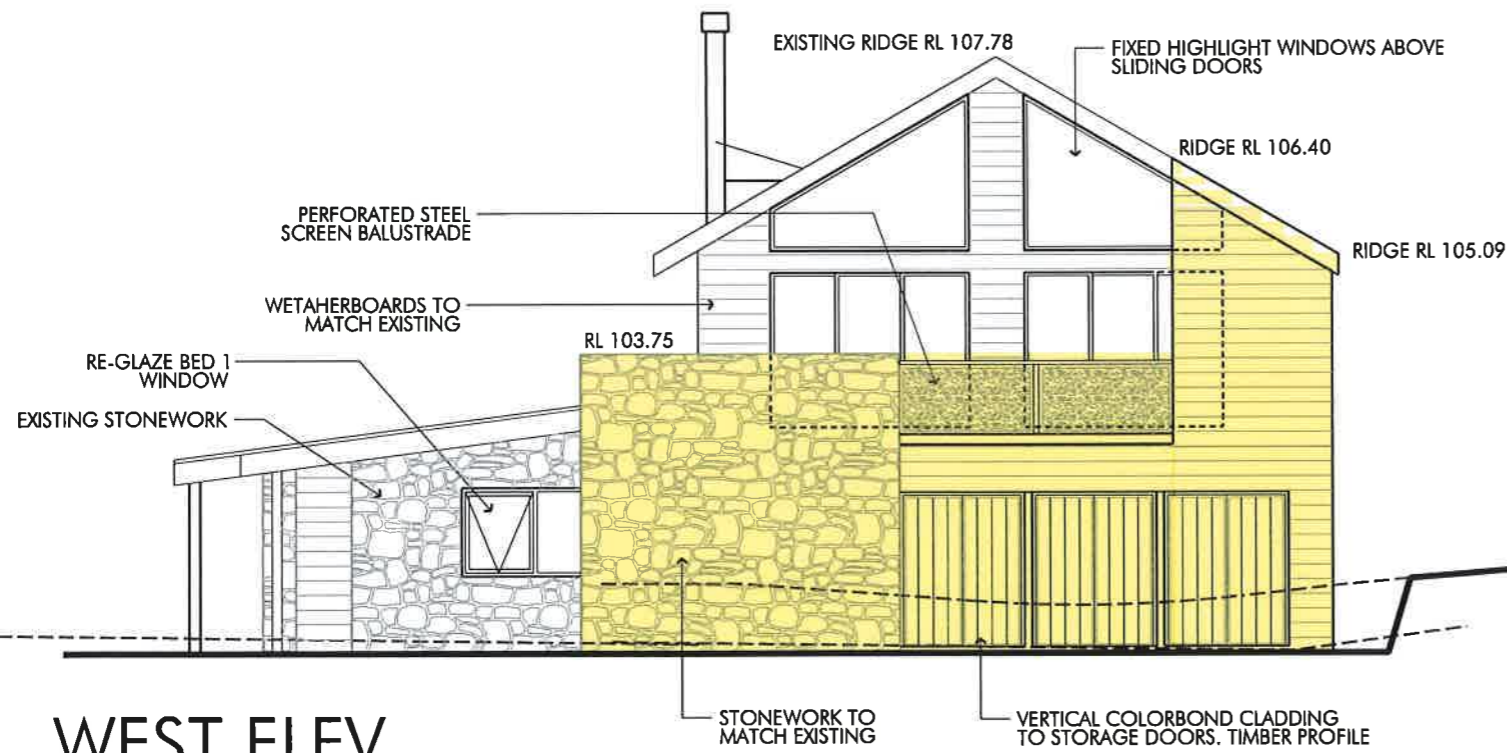 EXISTING RIDGE RL 107.78
FIXED HIGHLIGHT WINDOWS ABOVE
SLIDING DOORS
RIDGE RL 106.40
PERFORATED STEEL
SCREEN BALUSTRADE
RIDGE RL 105.09
WETAHERBOARDS TO
MATCH EXISTING
RL 103.75
RE-GLAZE BED 1
WINDOW
EXISTING STONEWORK
STONEWORK TO
MATCH EXISTING
VERTICAL COLORBOND CLADDING
TO STORAGE DOORS. TIMBER PROFILE
WEST ELEV